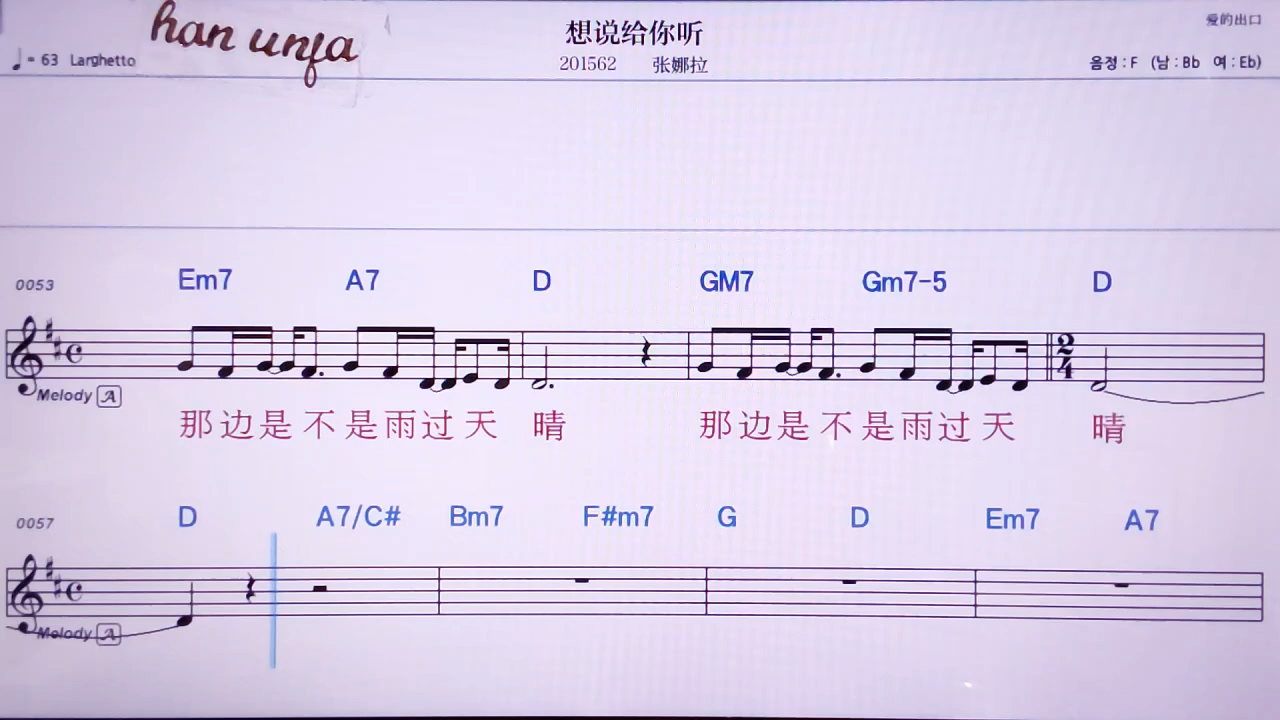 han unja
想说给你听
爱的出口
♩= 63 Larghetto
201562 张娜拉
음정 : F (남 : Bb 여 : Eb)
0053 Em7 A7 D GM7 Gm7-5 D
2
4
Melody A
那边是不是雨过天 晴 那边是不是雨过天 晴
0057 D A7/C# Bm7 F#m7 G D Em7 A7
Melody A